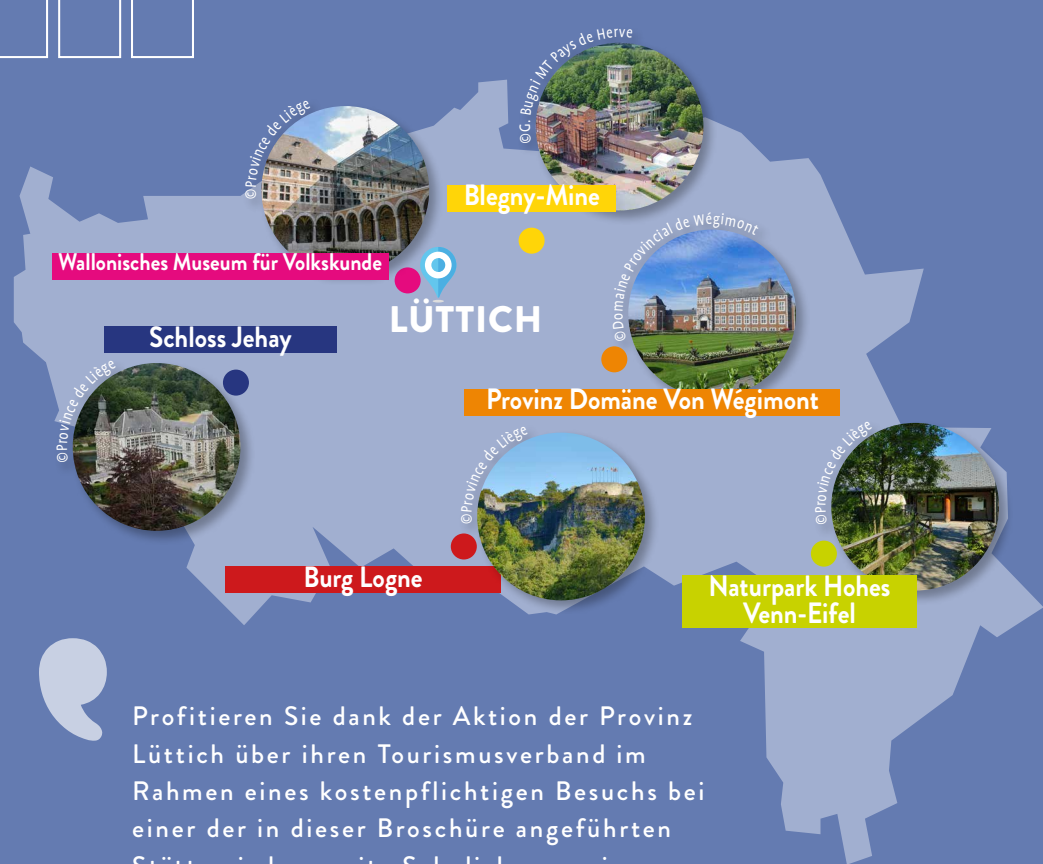 ©G. Bugni MT Pays de Herve
©Province de Liège
Blegny-Mine
©Domaine Provincial de Wégimont
Wallonisches Museum für Volkskunde
LÜTTICH
Schloss Jehay
©Province de Liège
Provinz Domäne Von Wégimont
©Province de Liège
©Province de Liège
Burg Logne
Naturpark Hohes
Venn-Eifel
Profitieren Sie dank der Aktion der Provinz
Lüttich über ihren Tourismusverband im
Rahmen eines kostenpflichtigen Besuchs bei
einer der in dieser Broschüre angeführten